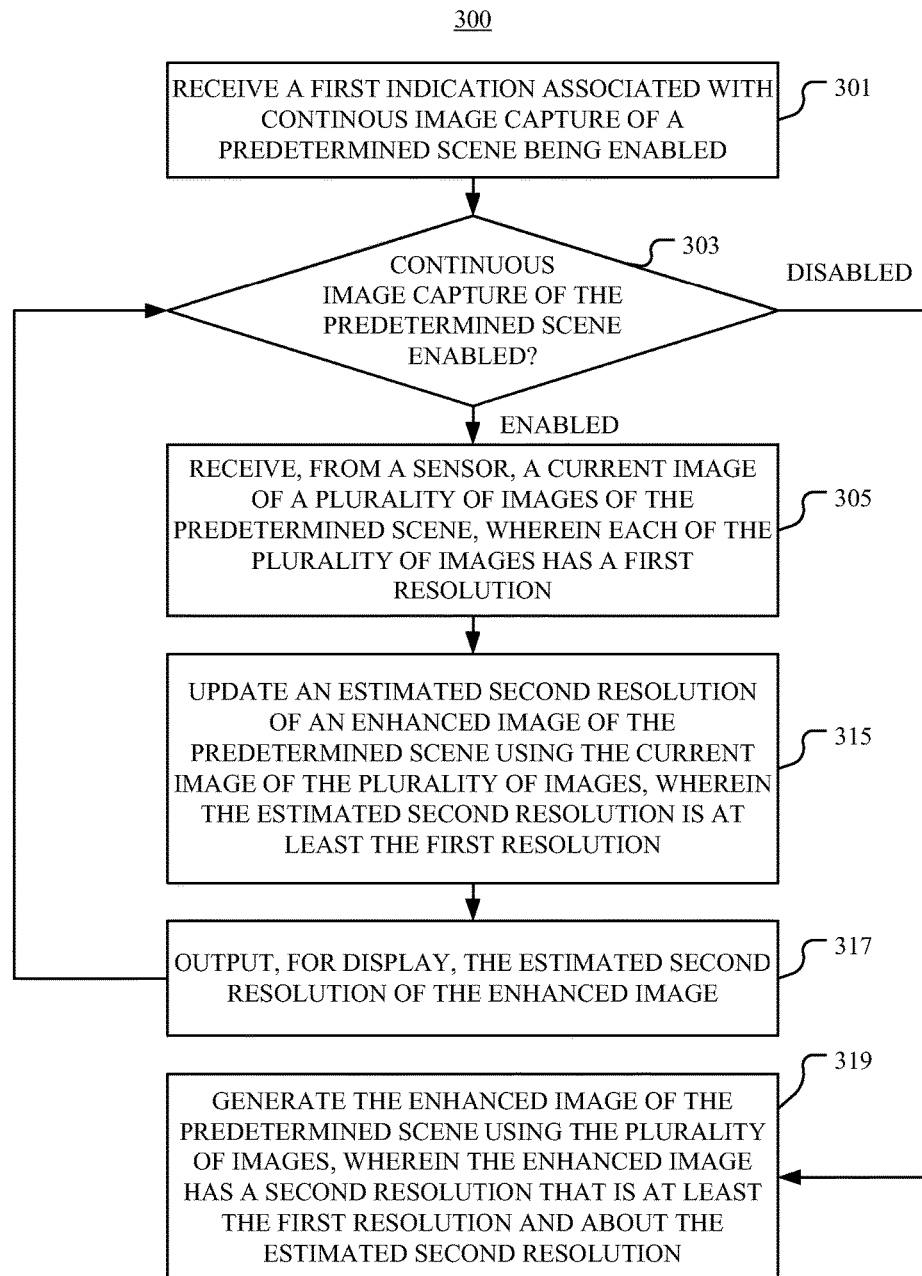 300
RECEIVE A FIRST INDICATION ASSOCIATED WITH
CONTINOUS IMAGE CAPTURE OF A
PREDETERMINED SCENE BEING ENABLED
301
CONTINUOUS
IMAGE CAPTURE OF THE
PREDETERMINED SCENE
ENABLED?
303
DISABLED
ENABLED
RECEIVE, FROM A SENSOR, A CURRENT IMAGE
OF A PLURALITY OF IMAGES OF THE
PREDETERMINED SCENE, WHEREIN EACH OF THE
PLURALITY OF IMAGES HAS A FIRST
RESOLUTION
305
UPDATE AN ESTIMATED SECOND RESOLUTION
OF AN ENHANCED IMAGE OF THE
PREDETERMINED SCENE USING THE CURRENT
IMAGE OF THE PLURALITY OF IMAGES, WHEREIN
THE ESTIMATED SECOND RESOLUTION IS AT
LEAST THE FIRST RESOLUTION
315
OUTPUT, FOR DISPLAY, THE ESTIMATED SECOND
RESOLUTION OF THE ENHANCED IMAGE
317
GENERATE THE ENHANCED IMAGE OF THE
PREDETERMINED SCENE USING THE PLURALITY
OF IMAGES, WHEREIN THE ENHANCED IMAGE
HAS A SECOND RESOLUTION THAT IS AT LEAST
THE FIRST RESOLUTION AND ABOUT THE
ESTIMATED SECOND RESOLUTION
319